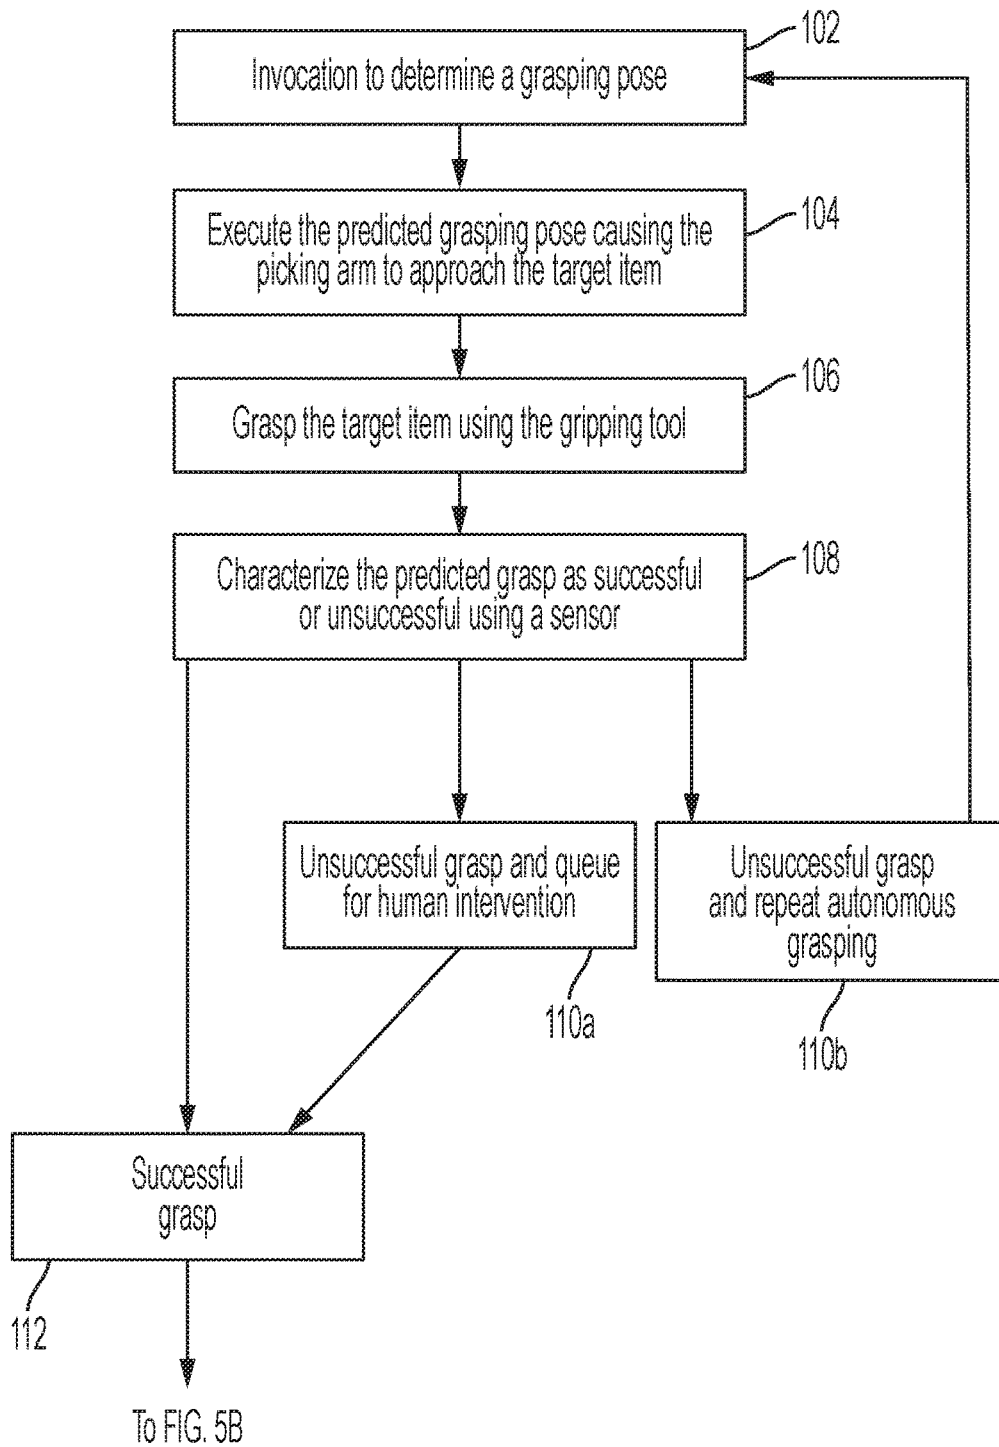 102
Invocation to determine a grasping pose
104
Execute the predicted grasping pose causing the
picking arm to approach the target item
106
Grasp the target item using the gripping tool
108
Characterize the predicted grasp as successful
or unsuccessful using a sensor
Unsuccessful grasp and queue
for human intervention
110a
Unsuccessful grasp
and repeat autonomous
grasping
110b
Successful
grasp
112
To FIG. 5B